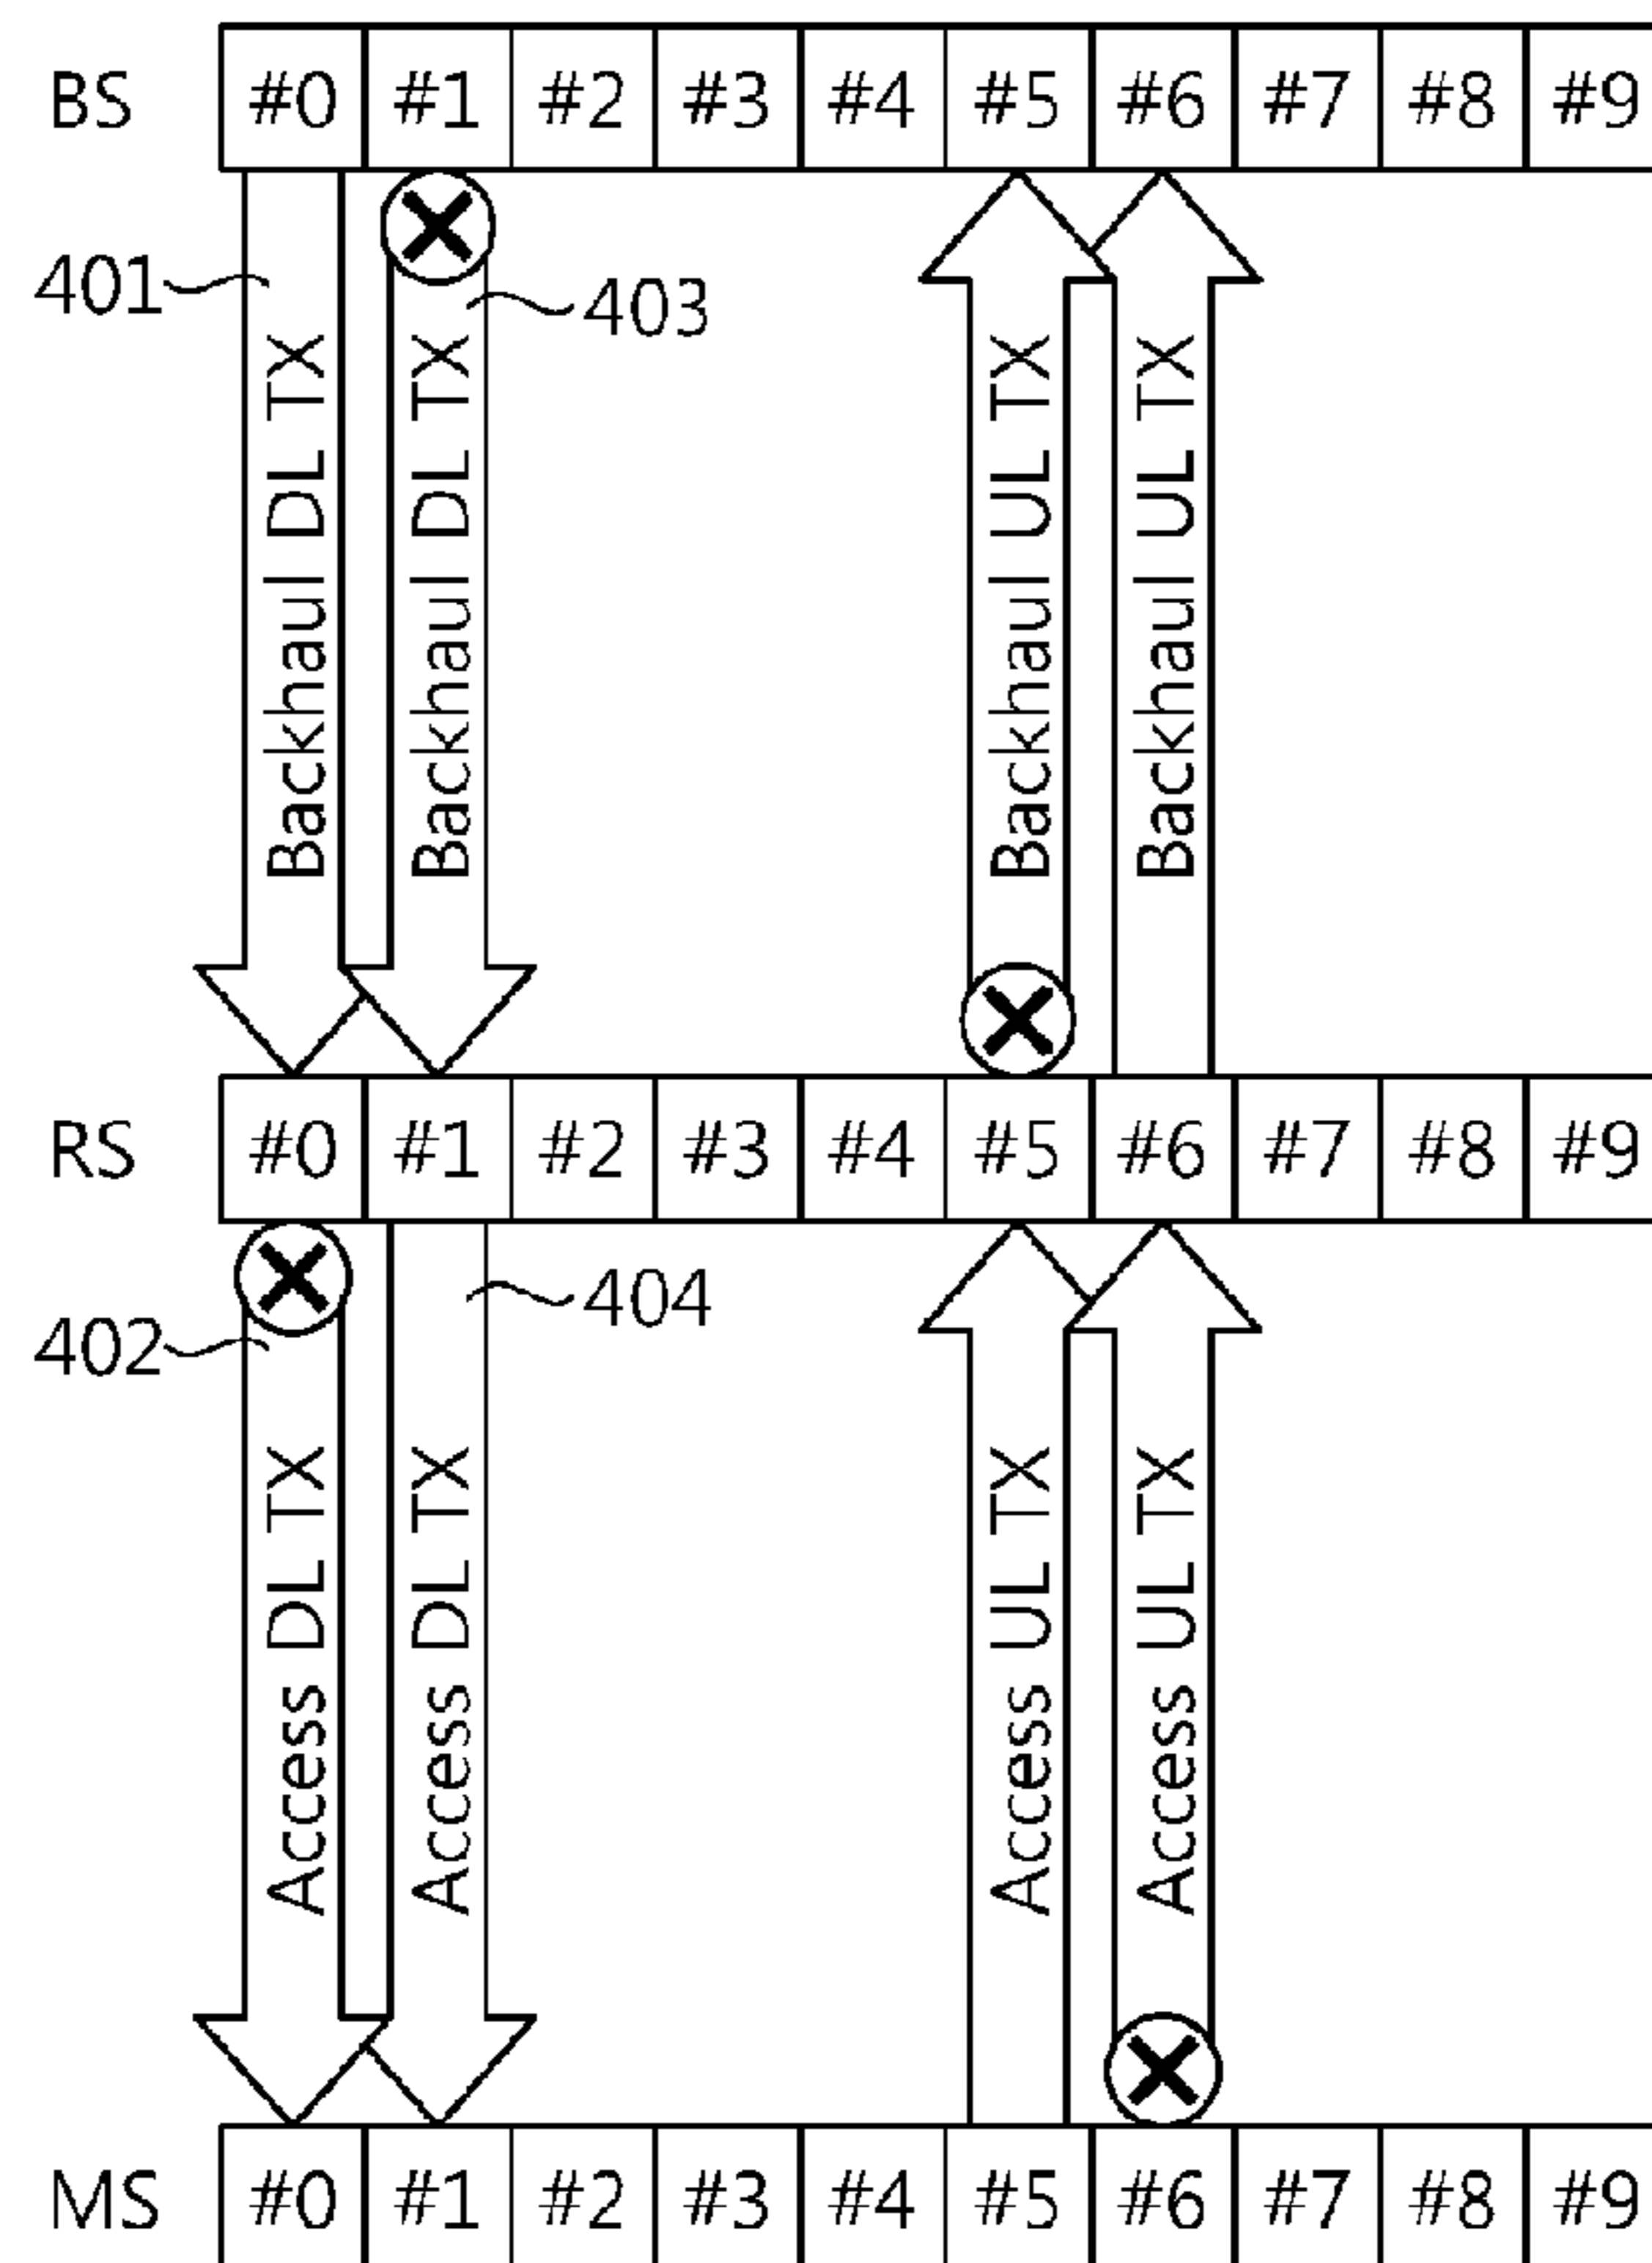 BS #0 #1 #2 #3 #4 #5 #6 #7 #8 #9
401
403
Backhaul DL TX
Backhaul DL TX
Backhaul UL TX
Backhaul UL TX
RS #0 #1 #2 #3 #4 #5 #6 #7 #8 #9
402
404
Access DL TX
Access DL TX
Access UL TX
Access UL TX
MS #0 #1 #2 #3 #4 #5 #6 #7 #8 #9